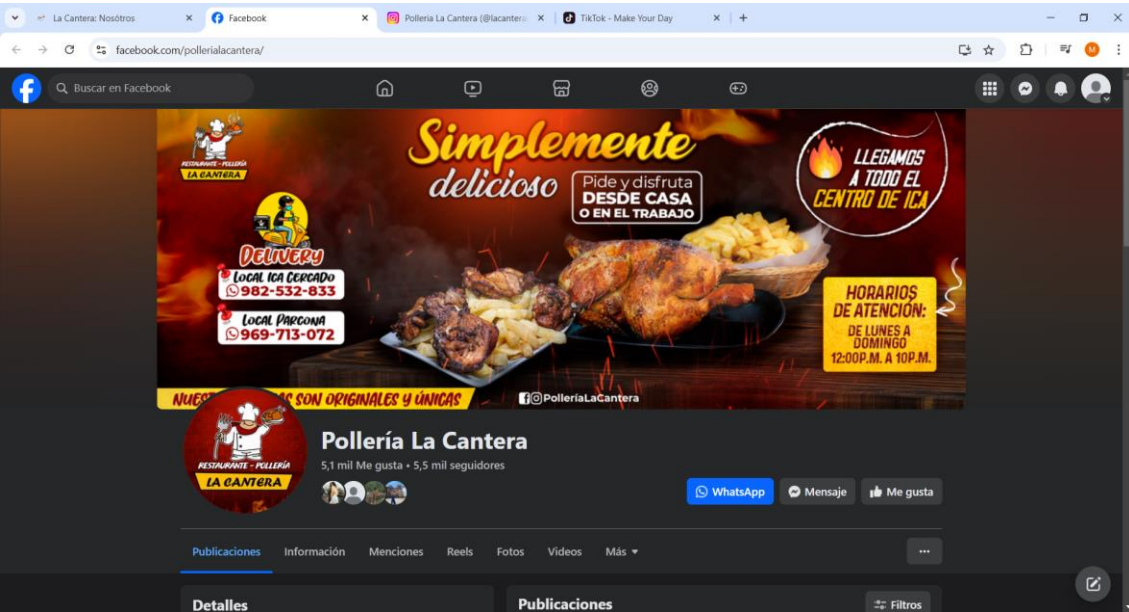 La Cantera: Nosótros
Facebook
Polleria La Cantera (@lacantera
TikTok - Make Your Day
facebook.com/pollerialacantera/
Buscar en Facebook
RESTAURANTE - POLLERÍA
LA CANTERA
Simplemente
delicioso
Pide y disfruta
DESDE CASA
O EN EL TRABAJO
LLEGAMOS
A TODO EL
CENTRO DE ICA
DELIVERY
LOCAL ICA CERCADO
982-532-833
LOCAL PARCONA
969-713-072
HORARIOS
DE ATENCIÓN:
DE LUNES A
DOMINGO
12:00P.M. A 10P.M.
SON ORIGINALES Y ÚNICAS
PolleríaLaCantera
RESTAURANTE - POLLERÍA
LA CANTERA
Pollería La Cantera
5,1 mil Me gusta • 5,5 mil seguidores
WhatsApp
Mensaje
Me gusta
Publicaciones
Información
Menciones
Reels
Fotos
Videos
Más
Detalles
Publicaciones
Filtros